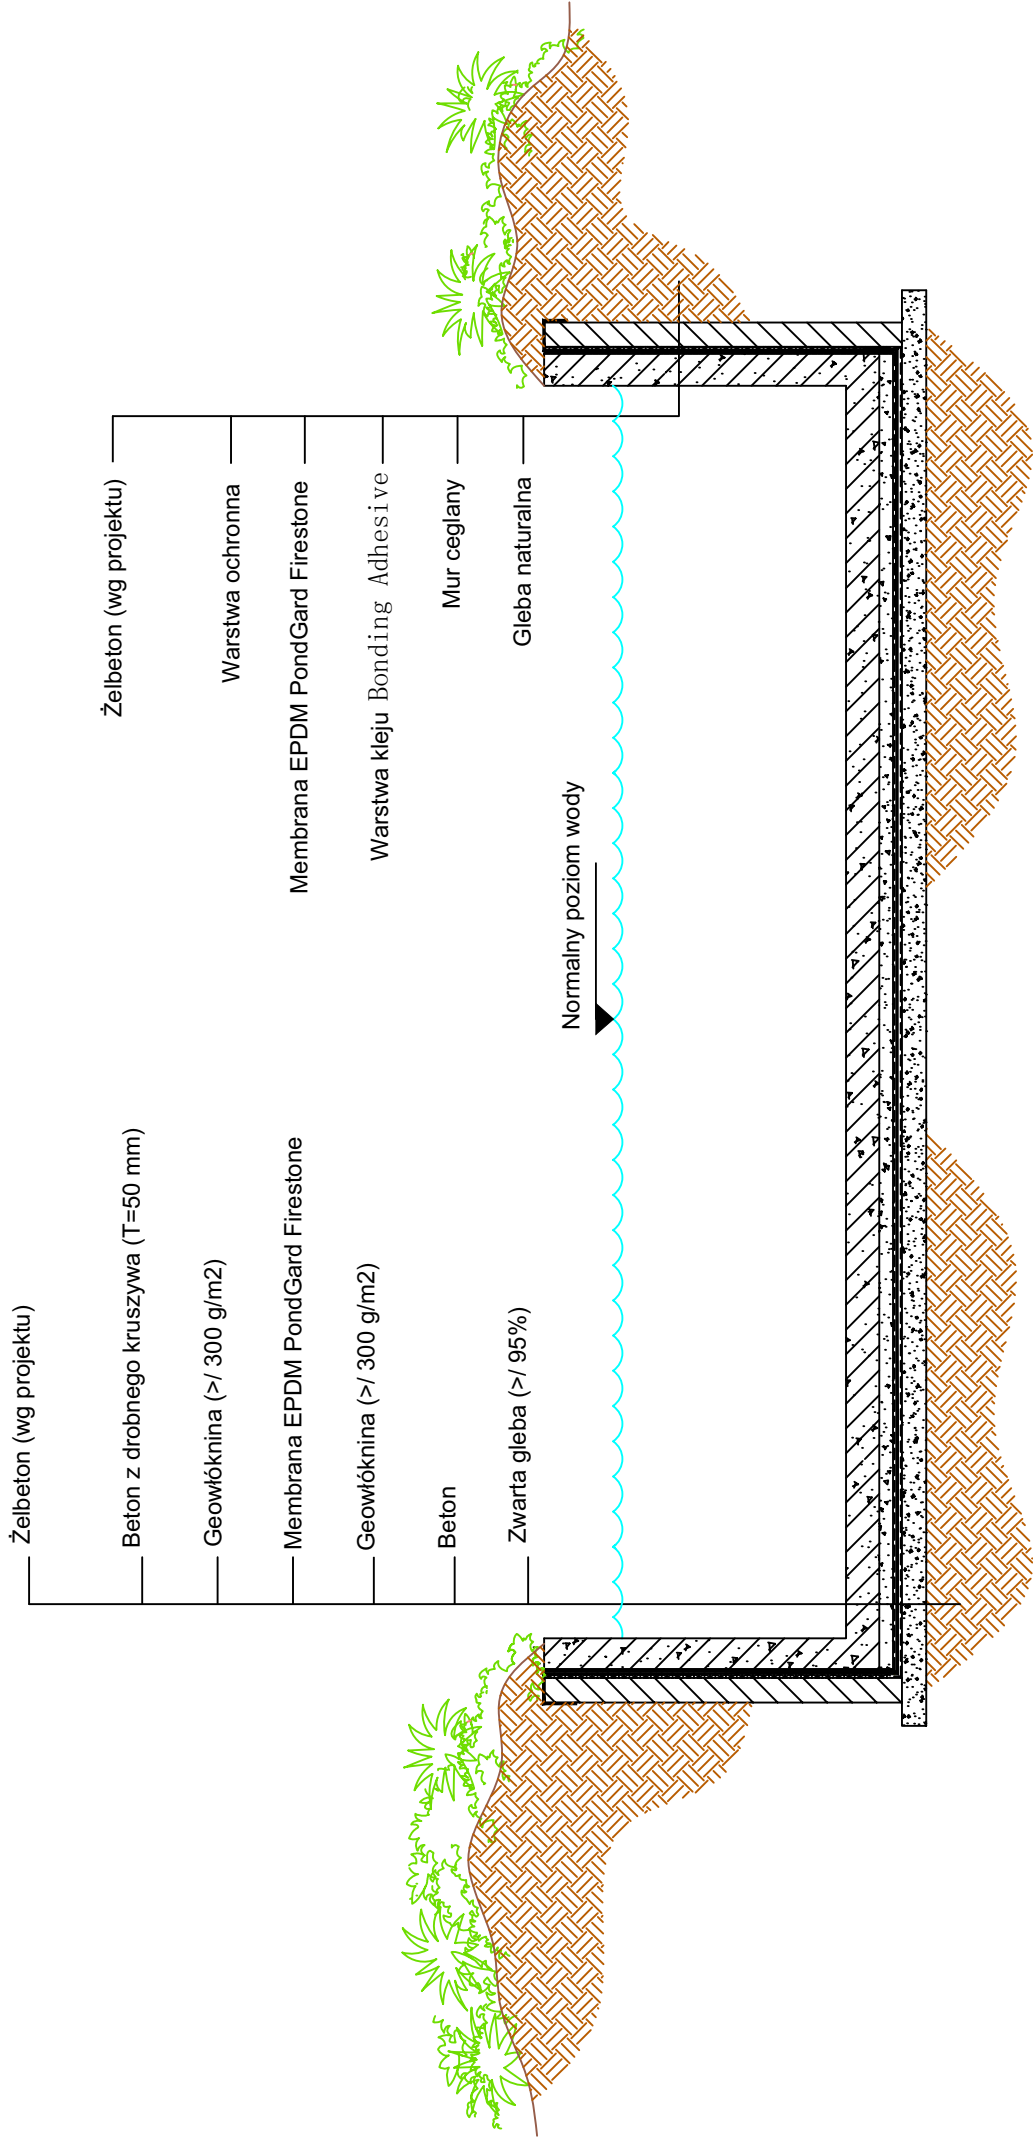 Żelbeton (wg projektu)
Beton z drobnego kruszywa (T=50 mm)
Geowłóknina (>/ 300 g/m2)
Membrana EPDM PondGard Firestone
Geowłóknina (>/ 300 g/m2)
Beton
Zwarta gleba (>/ 95%)
Normalny poziom wody
Żelbeton (wg projektu)
Warstwa ochronna
Membrana EPDM PondGard Firestone
Warstwa kleju Bonding Adhesive
Mur ceglany
Gleba naturalna